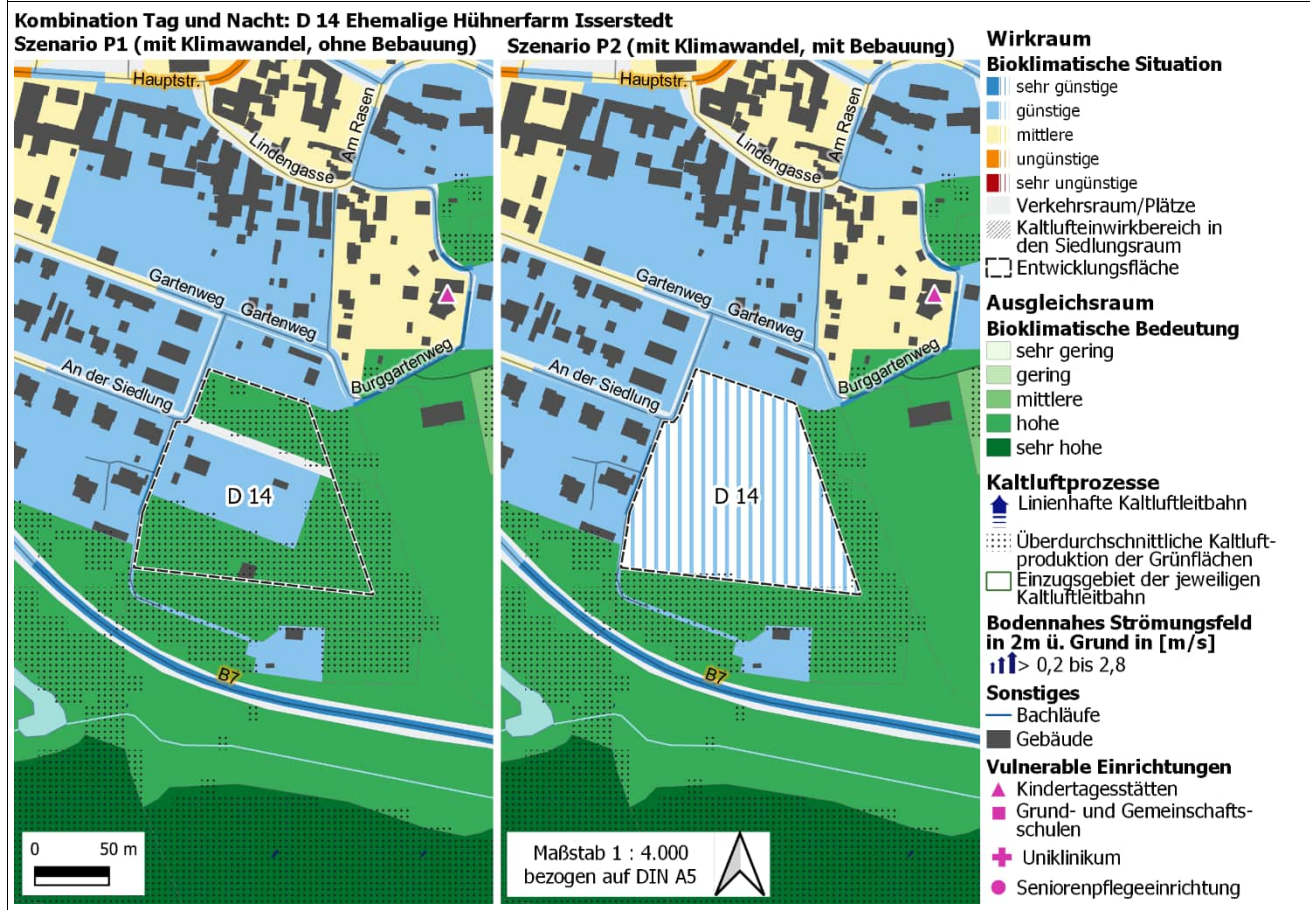 Kombination Tag und Nacht: D 14 Ehemalige Hühnerfarm Isserstedt
Szenario P1 (mit Klimawandel, ohne Bebauung)
Szenario P2 (mit Klimawandel, mit Bebauung)
Hauptstr.
Lindengasse
Am Rasen
Gartenweg
Gartenweg
An der Siedlung
Burggartenweg
D 14
B7
0 50 m
Hauptstr.
Lindengasse
Am Rasen
Gartenweg
Gartenweg
An der Siedlung
Burggartenweg
D 14
B7
Maßstab 1 : 4.000
bezogen auf DIN A5
Wirkraum
Bioklimatische Situation
sehr günstige
günstige
mittlere
ungünstige
sehr ungünstige
Verkehrsraum/Plätze
Kaltlufteinwirkbereich in
den Siedlungsraum
Entwicklungsfläche
Ausgleichsraum
Bioklimatische Bedeutung
sehr gering
gering
mittlere
hohe
sehr hohe
Kaltluftprozesse
Linienhafte Kaltluftleitbahn
Überdurchschnittliche Kaltluft-
produktion der Grünflächen
Einzugsgebiet der jeweiligen
Kaltluftleitbahn
Bodennahes Strömungsfeld
in 2m ü. Grund in [m/s]
> 0,2 bis 2,8
Sonstiges
Bachläufe
Gebäude
Vulnerable Einrichtungen
Kindertagesstätten
Grund- und Gemeinschafts-
schulen
Uniklinikum
Seniorenpflegeeinrichtung